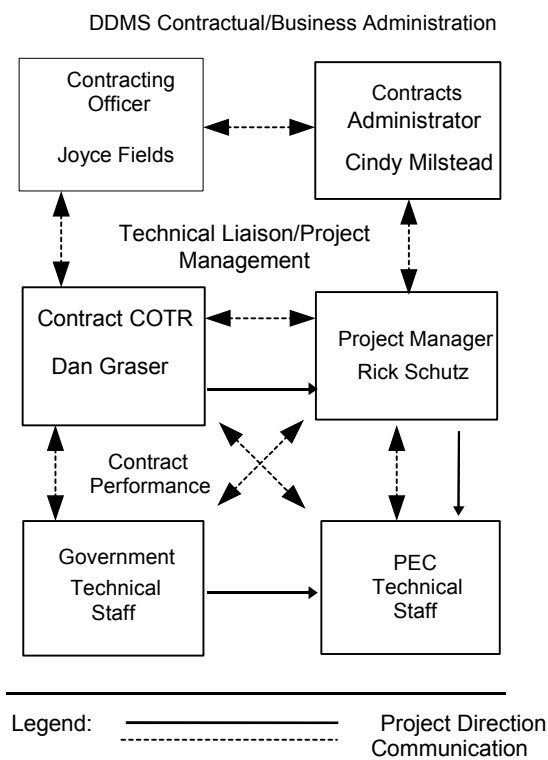 DDMS Contractual/Business Administration
Contracting
Officer
Joyce Fields
Contracts
Administrator
Cindy Milstead
Technical Liaison/Project
Management
Contract COTR
Dan Graser
Project Manager
Rick Schutz
Contract
Performance
Government
Technical
Staff
PEC
Technical
Staff
Legend:
Project Direction
Communication